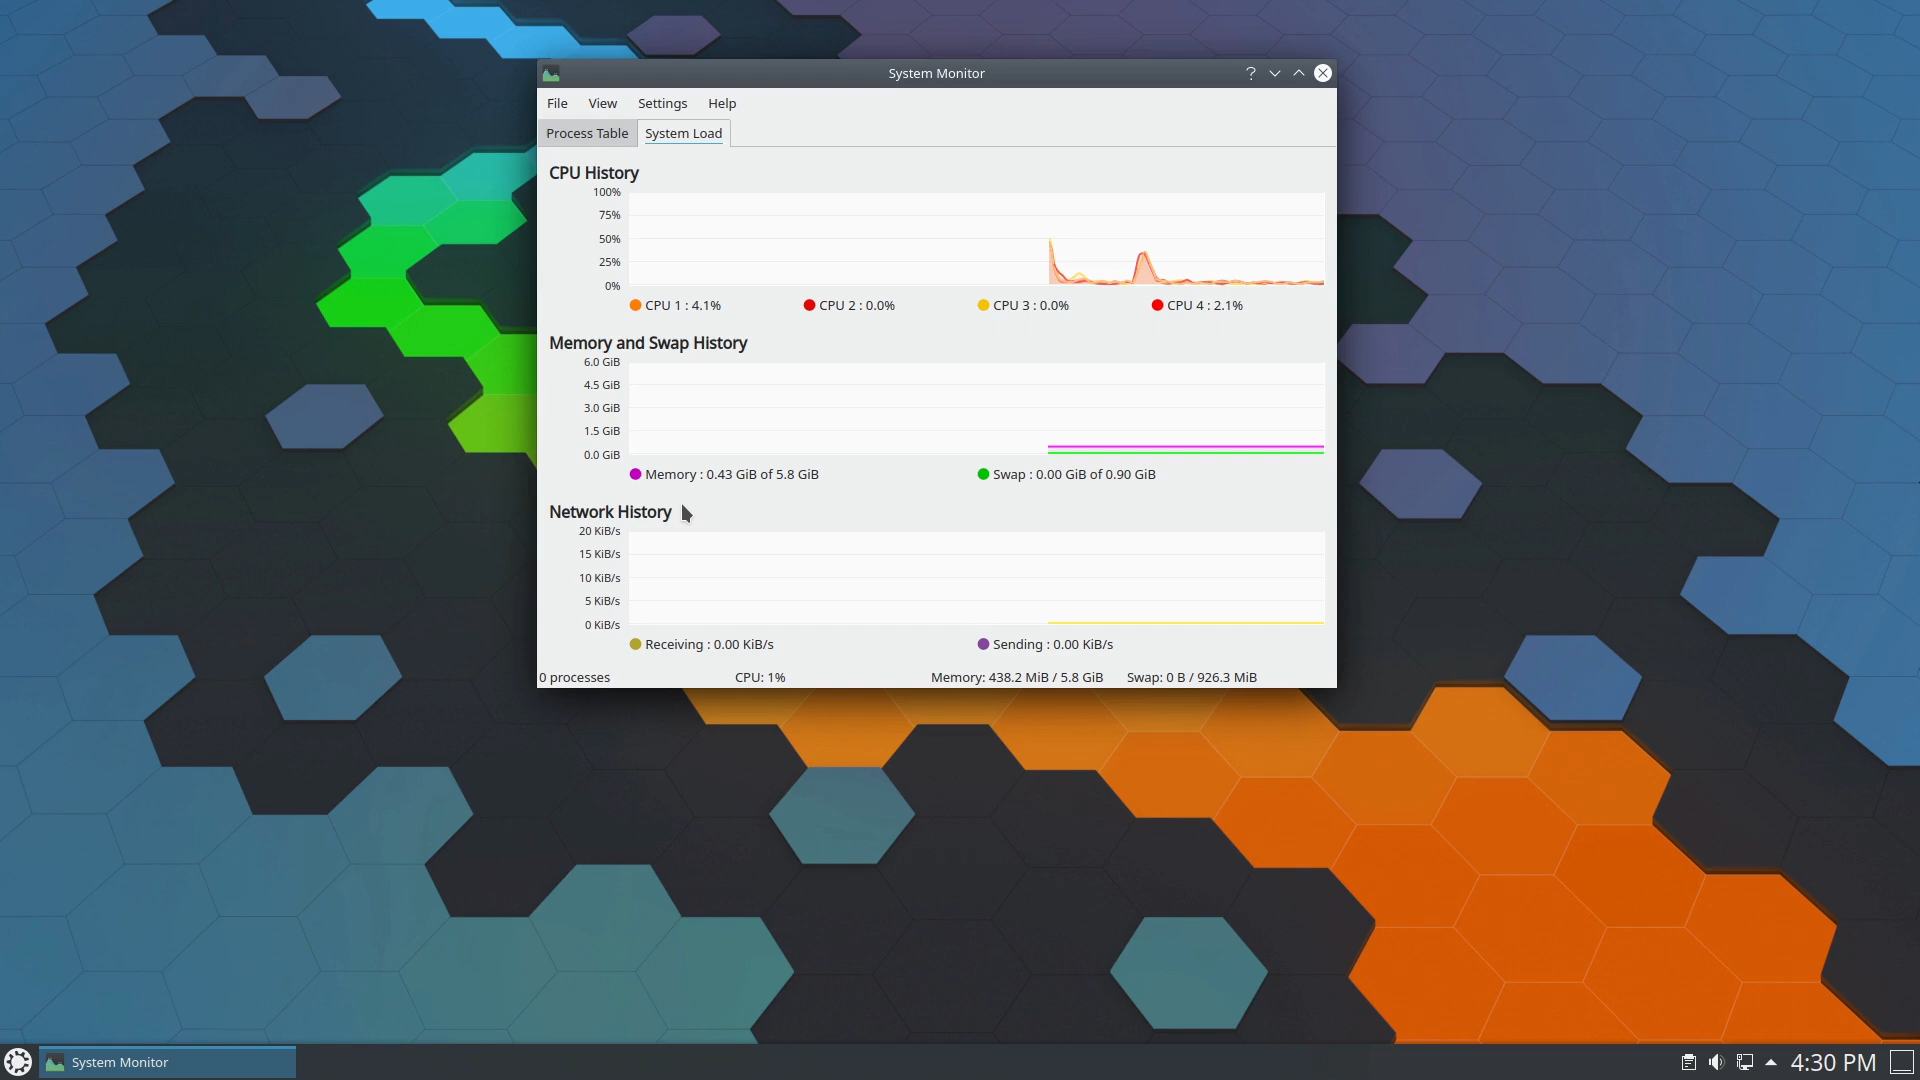 System Monitor
?
File View Settings Help
Process Table System Load
CPU History
100%
75%
50%
25%
0%
CPU 1 : 4.1% CPU 2 : 0.0% CPU 3 : 0.0% CPU 4 : 2.1%
Memory and Swap History
6.0 GiB
4.5 GiB
3.0 GiB
1.5 GiB
0.0 GiB
Memory : 0.43 GiB of 5.8 GiB Swap : 0.00 GiB of 0.90 GiB
Network History
20 KiB/s
15 KiB/s
10 KiB/s
5 KiB/s
0 KiB/s
Receiving : 0.00 KiB/s Sending : 0.00 KiB/s
0 processes CPU: 1% Memory: 438.2 MiB / 5.8 GiB Swap: 0 B / 926.3 MiB
System Monitor 4:30 PM